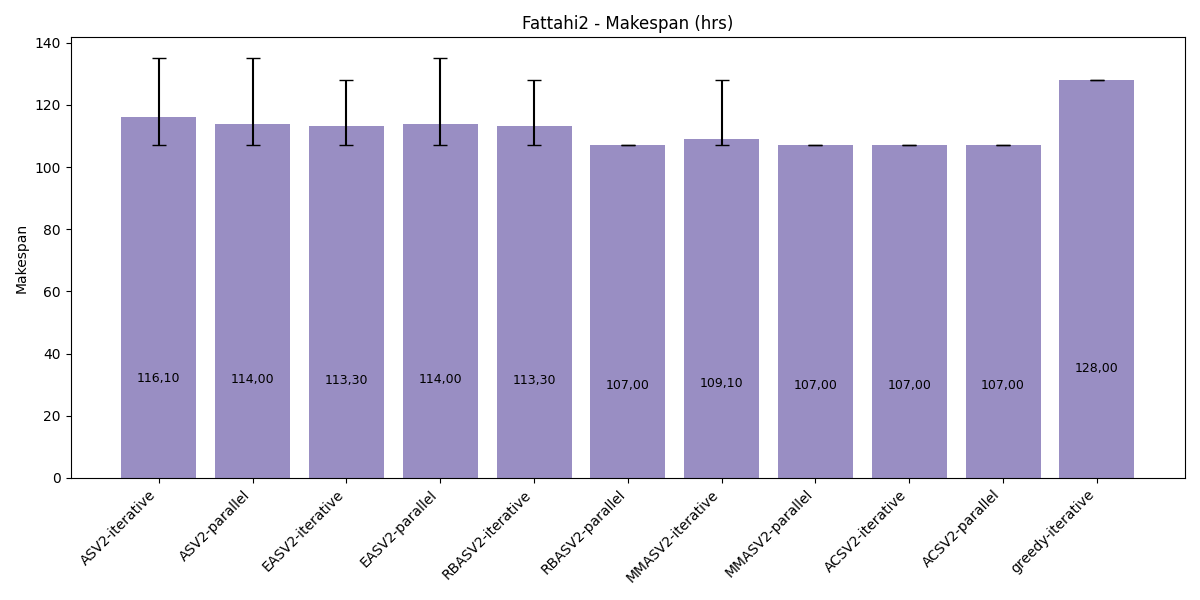 Fattahi2 - Makespan (hrs)
Makespan
140
120
100
80
60
40
20
0
116,10
114,00
113,30
114,00
113,30
107,00
109,10
107,00
107,00
107,00
128,00
ASV2-iterative
ASV2-parallel
EASV2-iterative
EASV2-parallel
RBASV2-iterative
RBASV2-parallel
MMASV2-iterative
MMASV2-parallel
ACSV2-iterative
ACSV2-parallel
greedy-iterative